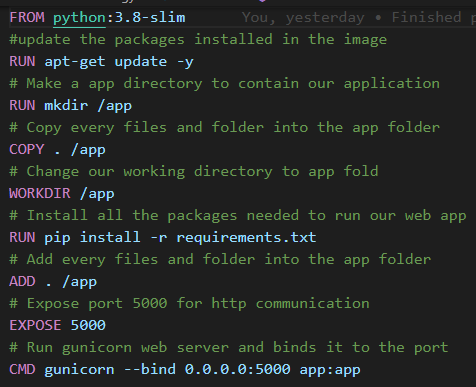 FROM python:3.8-slim You, yesterday • Finished p
#update the packages installed in the image
RUN apt-get update -y
# Make a app directory to contain our application
RUN mkdir /app
# Copy every files and folder into the app folder
COPY . /app
# Change our working directory to app fold
WORKDIR /app
# Install all the packages needed to run our web app
RUN pip install -r requirements.txt
# Add every files and folder into the app folder
ADD . /app
# Expose port 5000 for http communication
EXPOSE 5000
# Run gunicorn web server and binds it to the port
CMD gunicorn --bind 0.0.0.0:5000 app:app